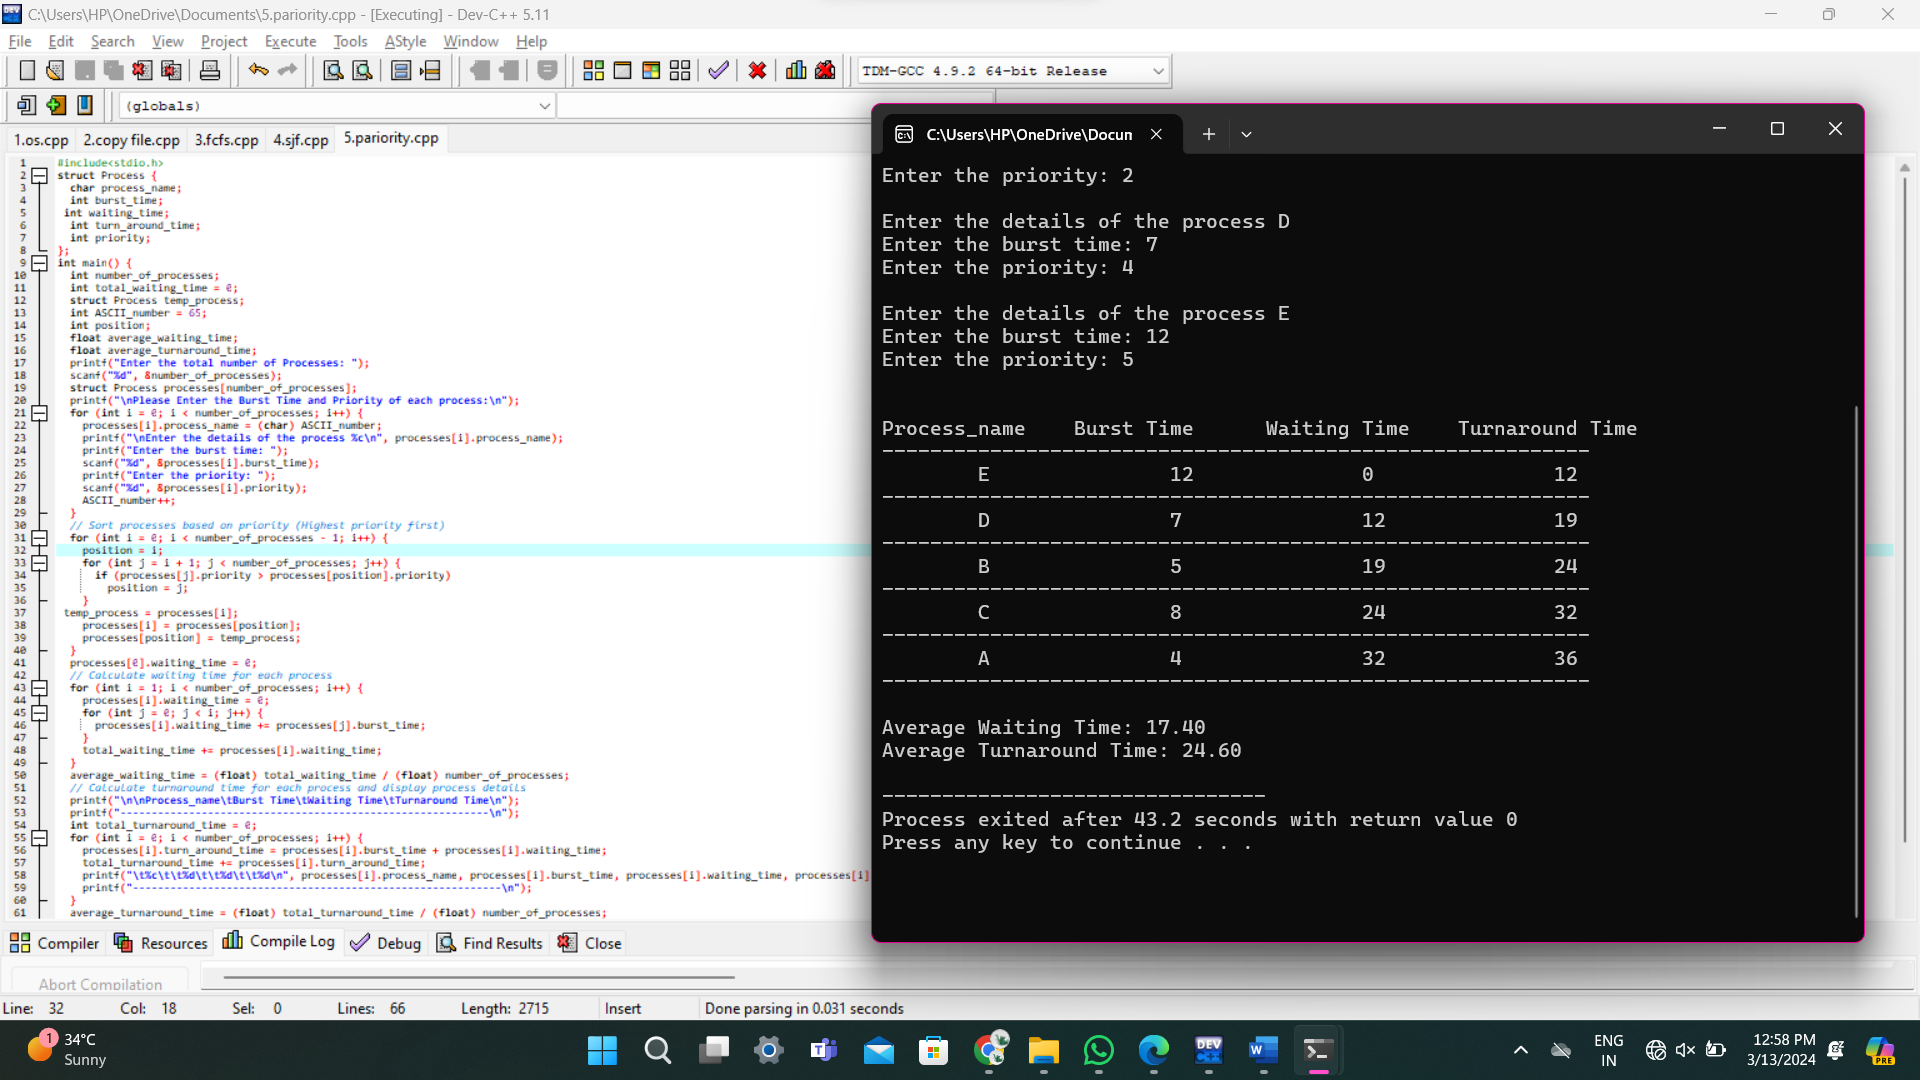 C:\Users\HP\OneDrive\Documents\5.pariority.cpp - [Executing] - Dev-C++ 5.11
File Edit Search View Project Execute Tools AStyle Window Help
TDM-GCC 4.9.2 64-bit Release
(globals)
1.os.cpp 2.copy file.cpp 3.fcfs.cpp 4.sjf.cpp 5.pariority.cpp
1 #include<stdio.h>
2 struct Process {
3 char process_name;
4 int burst_time;
5 int waiting_time;
6 int turn_around_time;
7 int priority;
8 };
9 int main() {
10 int number_of_processes;
11 int total_waiting_time = 0;
12 struct Process temp_process;
13 int ASCII_number = 65;
14 int position;
15 float average_waiting_time;
16 float average_turnaround_time;
17 printf("Enter the total number of Processes: ");
18 scanf("%d", &number_of_processes);
19 struct Process processes[number_of_processes];
20 printf("\nPlease Enter the Burst Time and Priority of each process:\n");
21 for (int i = 0; i < number_of_processes; i++) {
22 processes[i].process_name = (char) ASCII_number;
23 printf("\nEnter the details of the process %c\n", processes[i].process_name);
24 printf("Enter the burst time: ");
25 scanf("%d", &processes[i].burst_time);
26 printf("Enter the priority: ");
27 scanf("%d", &processes[i].priority);
28 ASCII_number++;
29 }
30 // Sort processes based on priority (Highest priority first)
31 for (int i = 0; i < number_of_processes - 1; i++) {
32 position = i;
33 for (int j = i + 1; j < number_of_processes; j++) {
34 if (processes[j].priority > processes[position].priority)
35 position = j;
36 }
37 temp_process = processes[i];
38 processes[i] = processes[position];
39 processes[position] = temp_process;
40 }
41 processes[0].waiting_time = 0;
42 // Calculate waiting time for each process
43 for (int i = 1; i < number_of_processes; i++) {
44 processes[i].waiting_time = 0;
45 for (int j = 0; j < i; j++) {
46 processes[i].waiting_time += processes[j].burst_time;
47 }
48 total_waiting_time += processes[i].waiting_time;
49 }
50 average_waiting_time = (float) total_waiting_time / (float) number_of_processes;
51 // Calculate turnaround time for each process and display process details
52 printf("\n\nProcess_name\tBurst Time\tWaiting Time\tTurnaround Time\n");
53 printf("-----------------------------------------------------------\n");
54 int total_turnaround_time = 0;
55 for (int i = 0; i < number_of_processes; i++) {
56 processes[i].turn_around_time = processes[i].burst_time + processes[i].waiting_time;
57 total_turnaround_time += processes[i].turn_around_time;
58 printf("\t%c\t\t%d\t\t%d\t\t%d\n", processes[i].process_name, processes[i].burst_time, processes[i].waiting_time, processes[i]
59 printf("-----------------------------------------------------------\n");
60 }
61 average_turnaround_time = (float) total_turnaround_time / (float) number_of_processes;
C:\Users\HP\OneDrive\Docun
Enter the priority: 2
Enter the details of the process D
Enter the burst time: 7
Enter the priority: 4
Enter the details of the process E
Enter the burst time: 12
Enter the priority: 5
Process_name Burst Time Waiting Time Turnaround Time
-----------------------------------------------------------
E 12 0 12
-----------------------------------------------------------
D 7 12 19
-----------------------------------------------------------
B 5 19 24
-----------------------------------------------------------
C 8 24 32
-----------------------------------------------------------
A 4 32 36
-----------------------------------------------------------
Average Waiting Time: 17.40
Average Turnaround Time: 24.60
--------------------------------
Process exited after 43.2 seconds with return value 0
Press any key to continue . . .
Compiler Resources Compile Log Debug Find Results Close
Abort Compilation
Line: 32 Col: 18 Sel: 0 Lines: 66 Length: 2715 Insert Done parsing in 0.031 seconds
1
34°C
Sunny
DEV
C++
ENG
IN
12:58 PM
3/13/2024
PRE